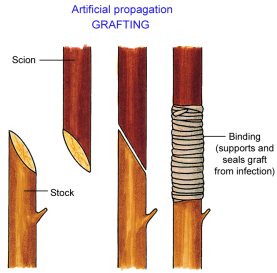 Artificial propagation
GRAFTING
Scion
Stock
Binding
(supports and
seals graft
from infection)